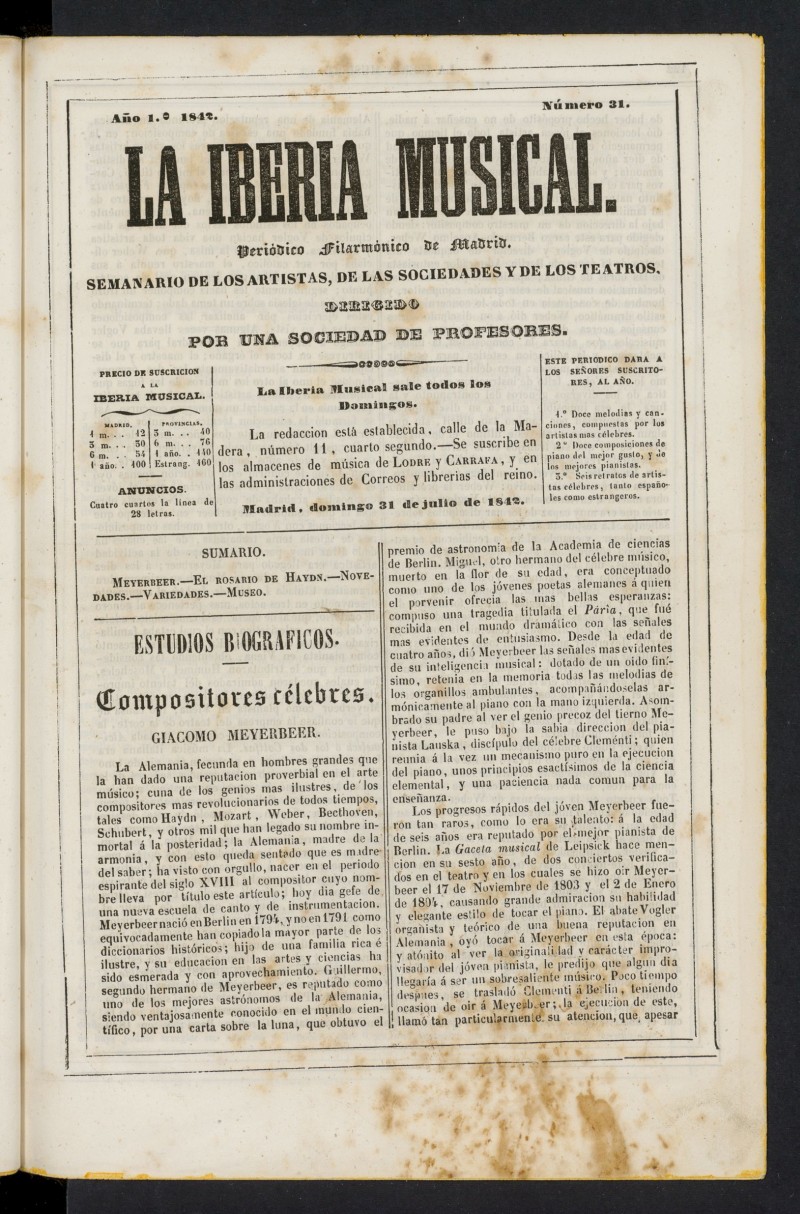 Año 1.º 1842.
Número 31.
LA IBERIA MUSICAL.
Periódico Filarmónico de Madrid.
SEMANARIO DE LOS ARTISTAS, DE LAS SOCIEDADES Y DE LOS TEATROS,
DIRIGIDO
POR UNA SOCIEDAD DE PROFESORES.
PRECIO DE SUSCRICION
A LA
IBERIA MUSICAL.
MADRID.
1 m. . . 12
3 m. . . 30
6 m. . . 54
1 año. . 100
PROVINCIAS.
3 m. . . 40
6 m. . . 76
1 año. . 140
Estrang. 160
ANUNCIOS.
Cuatro cuartos la línea de
28 letras.
La Iberia Musical sale todos los
Domingos.
La redaccion está establecida, calle de la Ma-
dera, número 11, cuarto segundo.—Se suscribe en
los almacenes de música de LODRE y CARRAFA, y en
las administraciones de Correos y librerias del reino.
Madrid, domingo 31 de julio de 1842.
ESTE PERIODICO DARA A
LOS SEÑORES SUSCRITO-
RES, AL AÑO.
1.º Doce melodias y can-
ciones, compuestas por los
artistas mas célebres.
2.º Doce composiciones de
piano del mejor gusto, y de
los mejores pianistas.
3.º Seis retratos de artis-
tas célebres, tanto españo-
les como estrangeros.
SUMARIO.
MEYERBEER.—EL ROSARIO DE HAYDN.—NOVE-
DADES.—VARIEDADES.—MUSEO.
ESTUDIOS BIOGRAFICOS.
Compositores célebres.
GIACOMO MEYERBEER.
La Alemania, fecunda en hombres grandes que
la han dado una reputacion proverbial en el arte
músico; cuna de los genios mas ilustres, de los
compositores mas revolucionarios de todos tiempos,
tales como Haydn, Mozart, Weber, Beethoven,
Schubert, y otros mil que han legado su nombre in-
mortal á la posteridad; la Alemania, madre de la
armonia, y con esto queda sentado que es madre
del saber; ha visto con orgullo, nacer en el periodo
espirante del siglo XVIII al compositor cuyo nom-
bre lleva por título este artículo; hoy dia gefe de
una nueva escuela de canto y de instrumentacion.
Meyerbeer nació en Berlin en 1794, y no en 1791 como
equivocadamente han copiado la mayor parte de los
diccionarios históricos; hijo de una familia rica é
ilustre, y su educacion en las artes y ciencias ha
sido esmerada y con aprovechamiento. Guillermo,
segundo hermano de Meyerbeer, es reputado como
uno de los mejores astrónomos de la Alemania,
siendo ventajosamente conocido en el mundo cien-
tífico, por una carta sobre la luna, que obtuvo el
premio de astronomía de la Academia de ciencias
de Berlin. Miguel, otro hermano del célebre músico,
muerto en la flor de su edad, era conceptuado
como uno de los jóvenes poetas alemanes á quien
el porvenir ofrecia las mas bellas esperanzas:
compuso una tragedia titulada el Pária, que fué
recibida en el mundo dramático con las señales
mas evidentes de entusiasmo. Desde la edad de
cuatro años, dió Meyerbeer las señales mas evidentes
de su inteligencia musical: dotado de un oido finí-
simo, retenia en la memoria todas las melodías de
los organillos ambulantes, acompañándoselas ar-
mónicamente al piano con la mano izquierda. Asom-
brado su padre al ver el genio precoz del tierno Me-
yerbeer, le puso bajo la sabia direccion del pia-
nista Lauska, discípulo del célebre Clementi; quien
reunia á la vez un mecanismo puro en la ejecucion
del piano, unos principios esactísimos de la ciencia
elemental, y una paciencia nada comun para la
enseñanza.
Los progresos rápidos del jóven Meyerbeer fue-
ron tan raros, como lo era su talento: á la edad
de seis años era reputado por el mejor pianista de
Berlin. La Gaceta musical de Leipsick hace men-
cion en su sesto año, de dos conciertos verifica-
dos en el teatro y en los cuales se hizo oir Meyer-
beer el 17 de Noviembre de 1803 y el 2 de Enero
de 1804, causando grande admiracion su habilidad
y elegante estilo de tocar el piano. El abate Vogler
organista y teórico de una buena reputacion en
Alemania, oyó tocar á Meyerbeer en esta época:
y atónito al ver la originalidad y carácter impro-
visador del jóven pianista, le predijo que algun dia
llegaría á ser un sobresaliente músico. Poco tiempo
despues, se trasladó Clementi á Berlin, teniendo
ocasion de oir á Meyerbeer; la ejecucion de este,
llamó tan particularmente su atencion, que, apesar